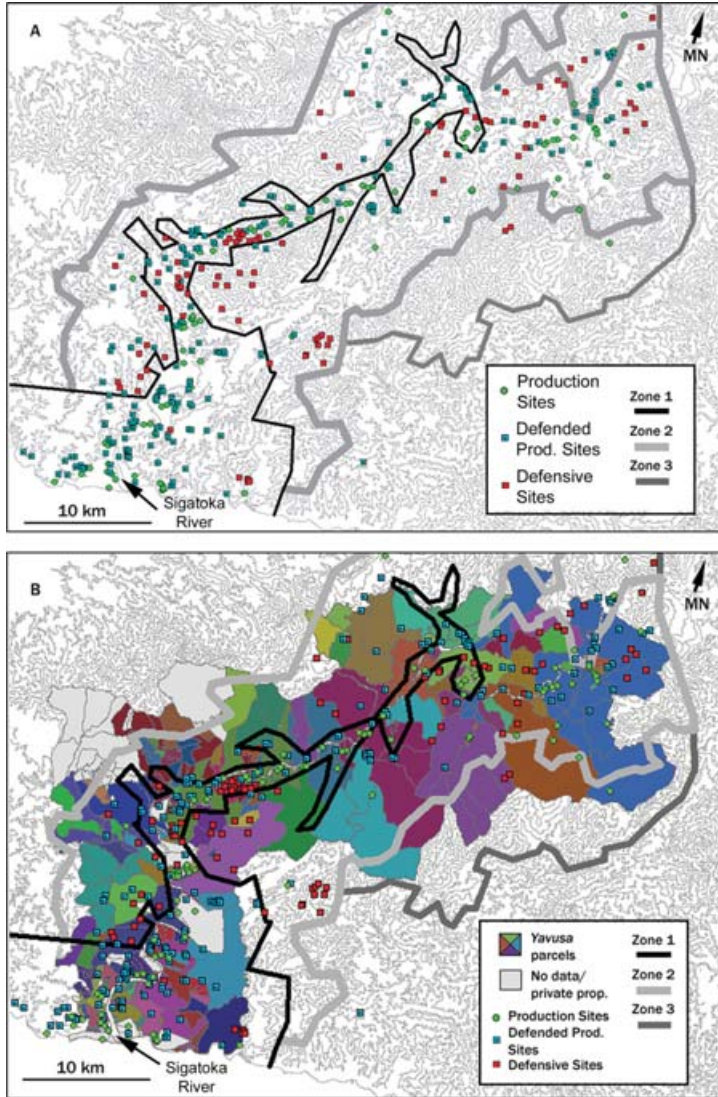 A
MN
Production
Sites
Defended
Prod. Sites
Defensive
Sites
Zone 1
Zone 2
Zone 3
10 km
Sigatoka
River
B
MN
Yavusa
parcels
No data/
private prop.
Production Sites
Defended Prod.
Sites
Defensive Sites
Zone 1
Zone 2
Zone 3
10 km
Sigatoka
River